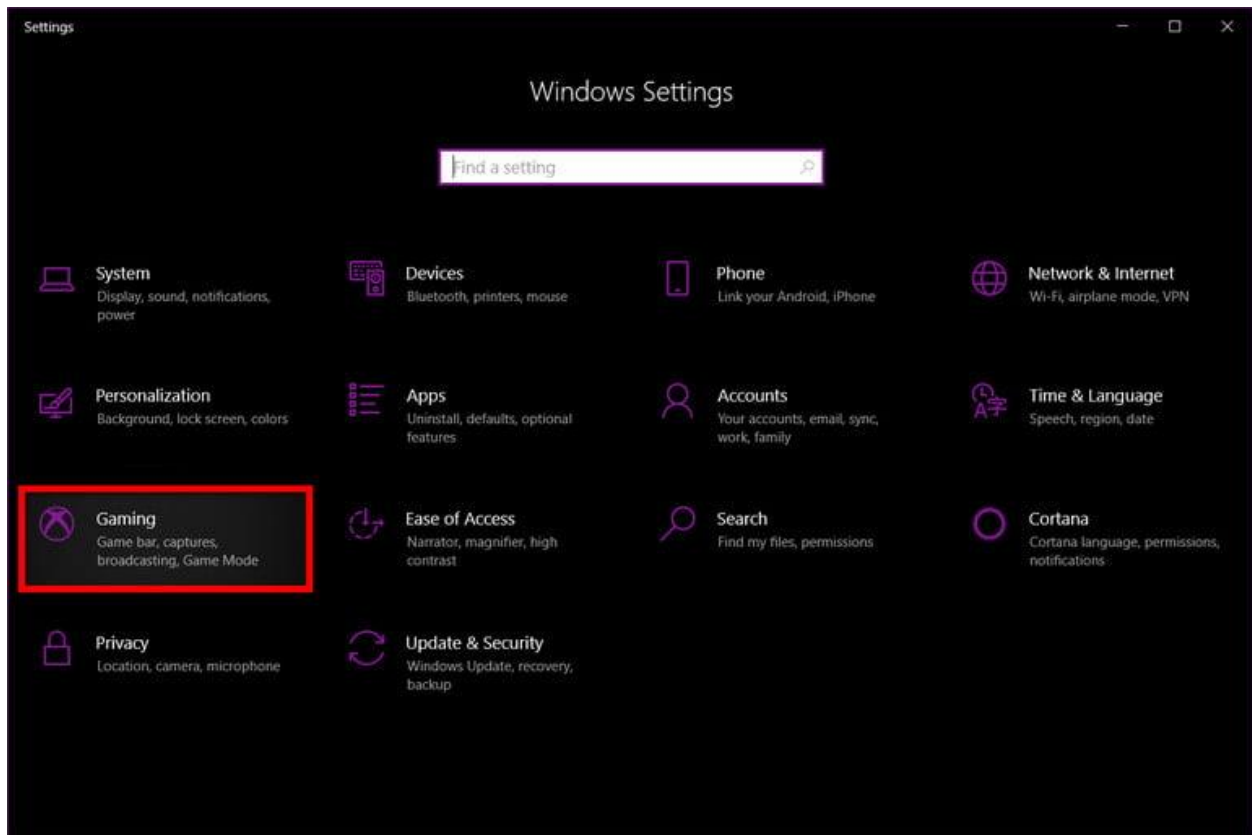 Settings
Windows Settings
Find a setting
System
Display, sound, notifications,
power
Devices
Bluetooth, printers, mouse
Phone
Link your Android, iPhone
Network & Internet
Wi-Fi, airplane mode, VPN
Personalization
Background, lock screen, colors
Apps
Uninstall, defaults, optional
features
Accounts
Your accounts, email, sync,
work, family
Time & Language
Speech, region, date
Gaming
Game bar, captures,
broadcasting, Game Mode
Ease of Access
Narrator, magnifier, high
contrast
Search
Find my files, permissions
Cortana
Cortana language, permissions,
notifications
Privacy
Location, camera, microphone
Update & Security
Windows Update, recovery,
backup